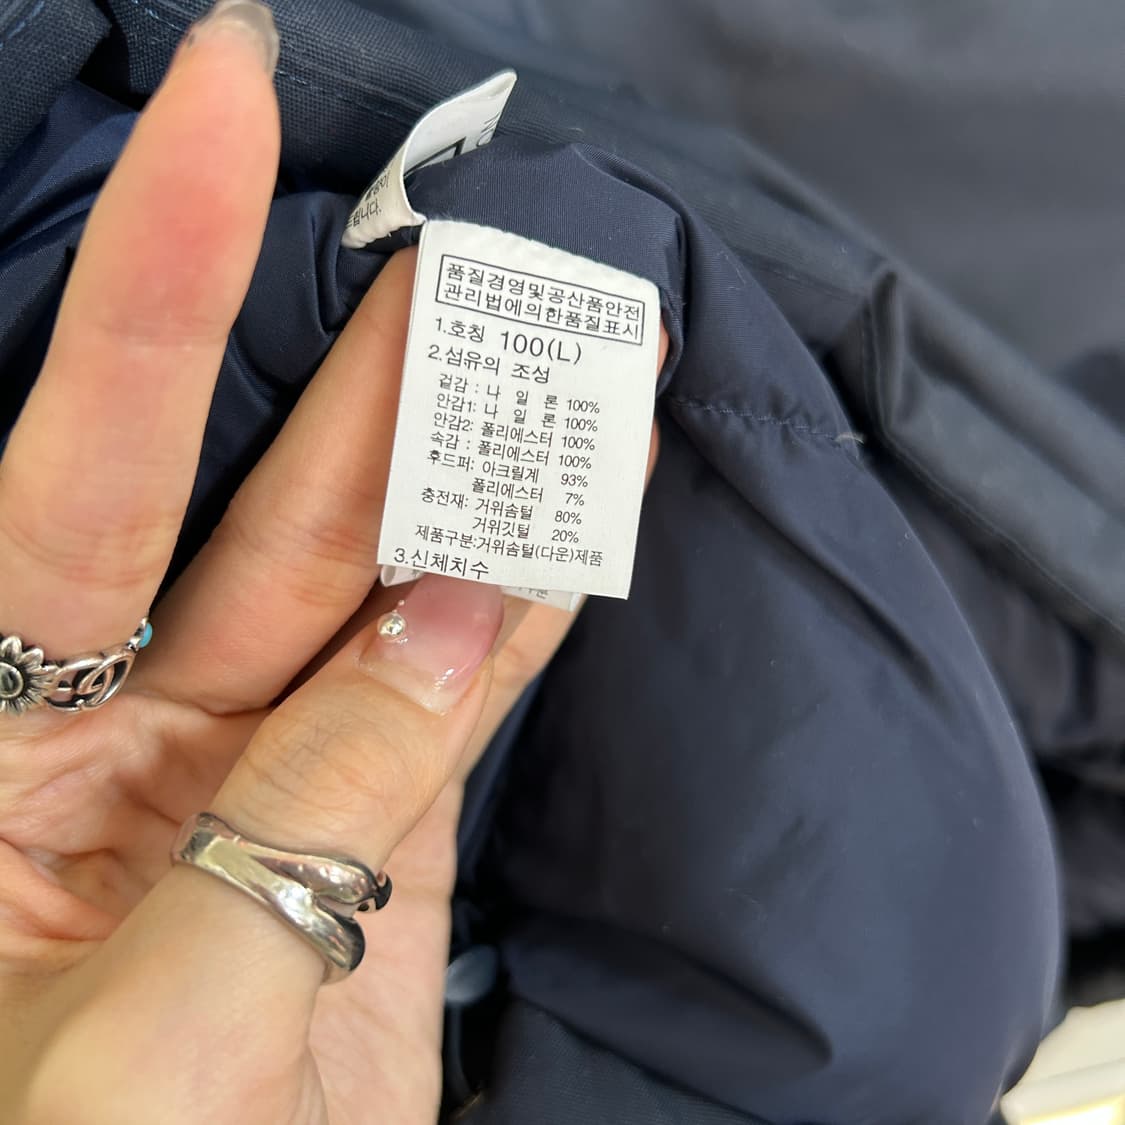 드립니다.
품질경영및공산품안전
관리법에의한품질표시
1.호칭 100(L)
2.섬유의 조성
겉감 : 나 일 론 100%
안감1: 나 일 론 100%
안감2: 폴리에스터 100%
속감 : 폴리에스터 100%
후드퍼: 아크릴계 93%
폴리에스터 7%
충전재: 거위솜털 80%
거위깃털 20%
제품구분:거위솜털(다운)제품
3.신체치수